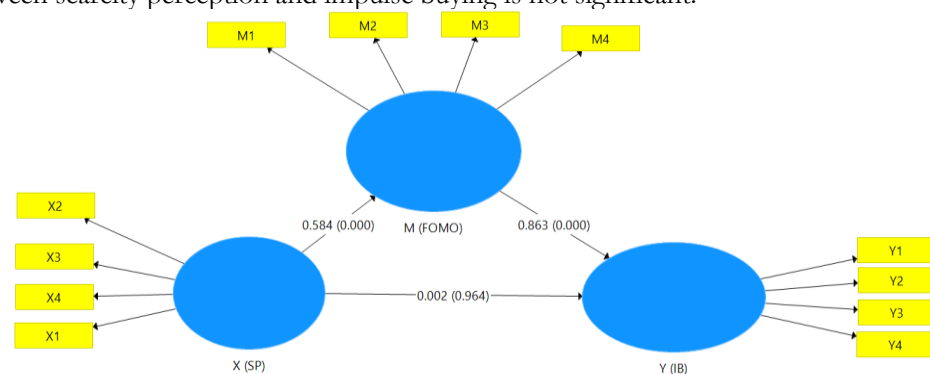 ween scarcity perception and impulse buying is not significant.
M1
M2
M3
M4
X2
X3
X4
X1
0.584 (0.000)
M (FOMO)
0.863 (0.000)
0.002 (0.964)
Y1
Y2
Y3
Y4
X (SP)
Y (IB)